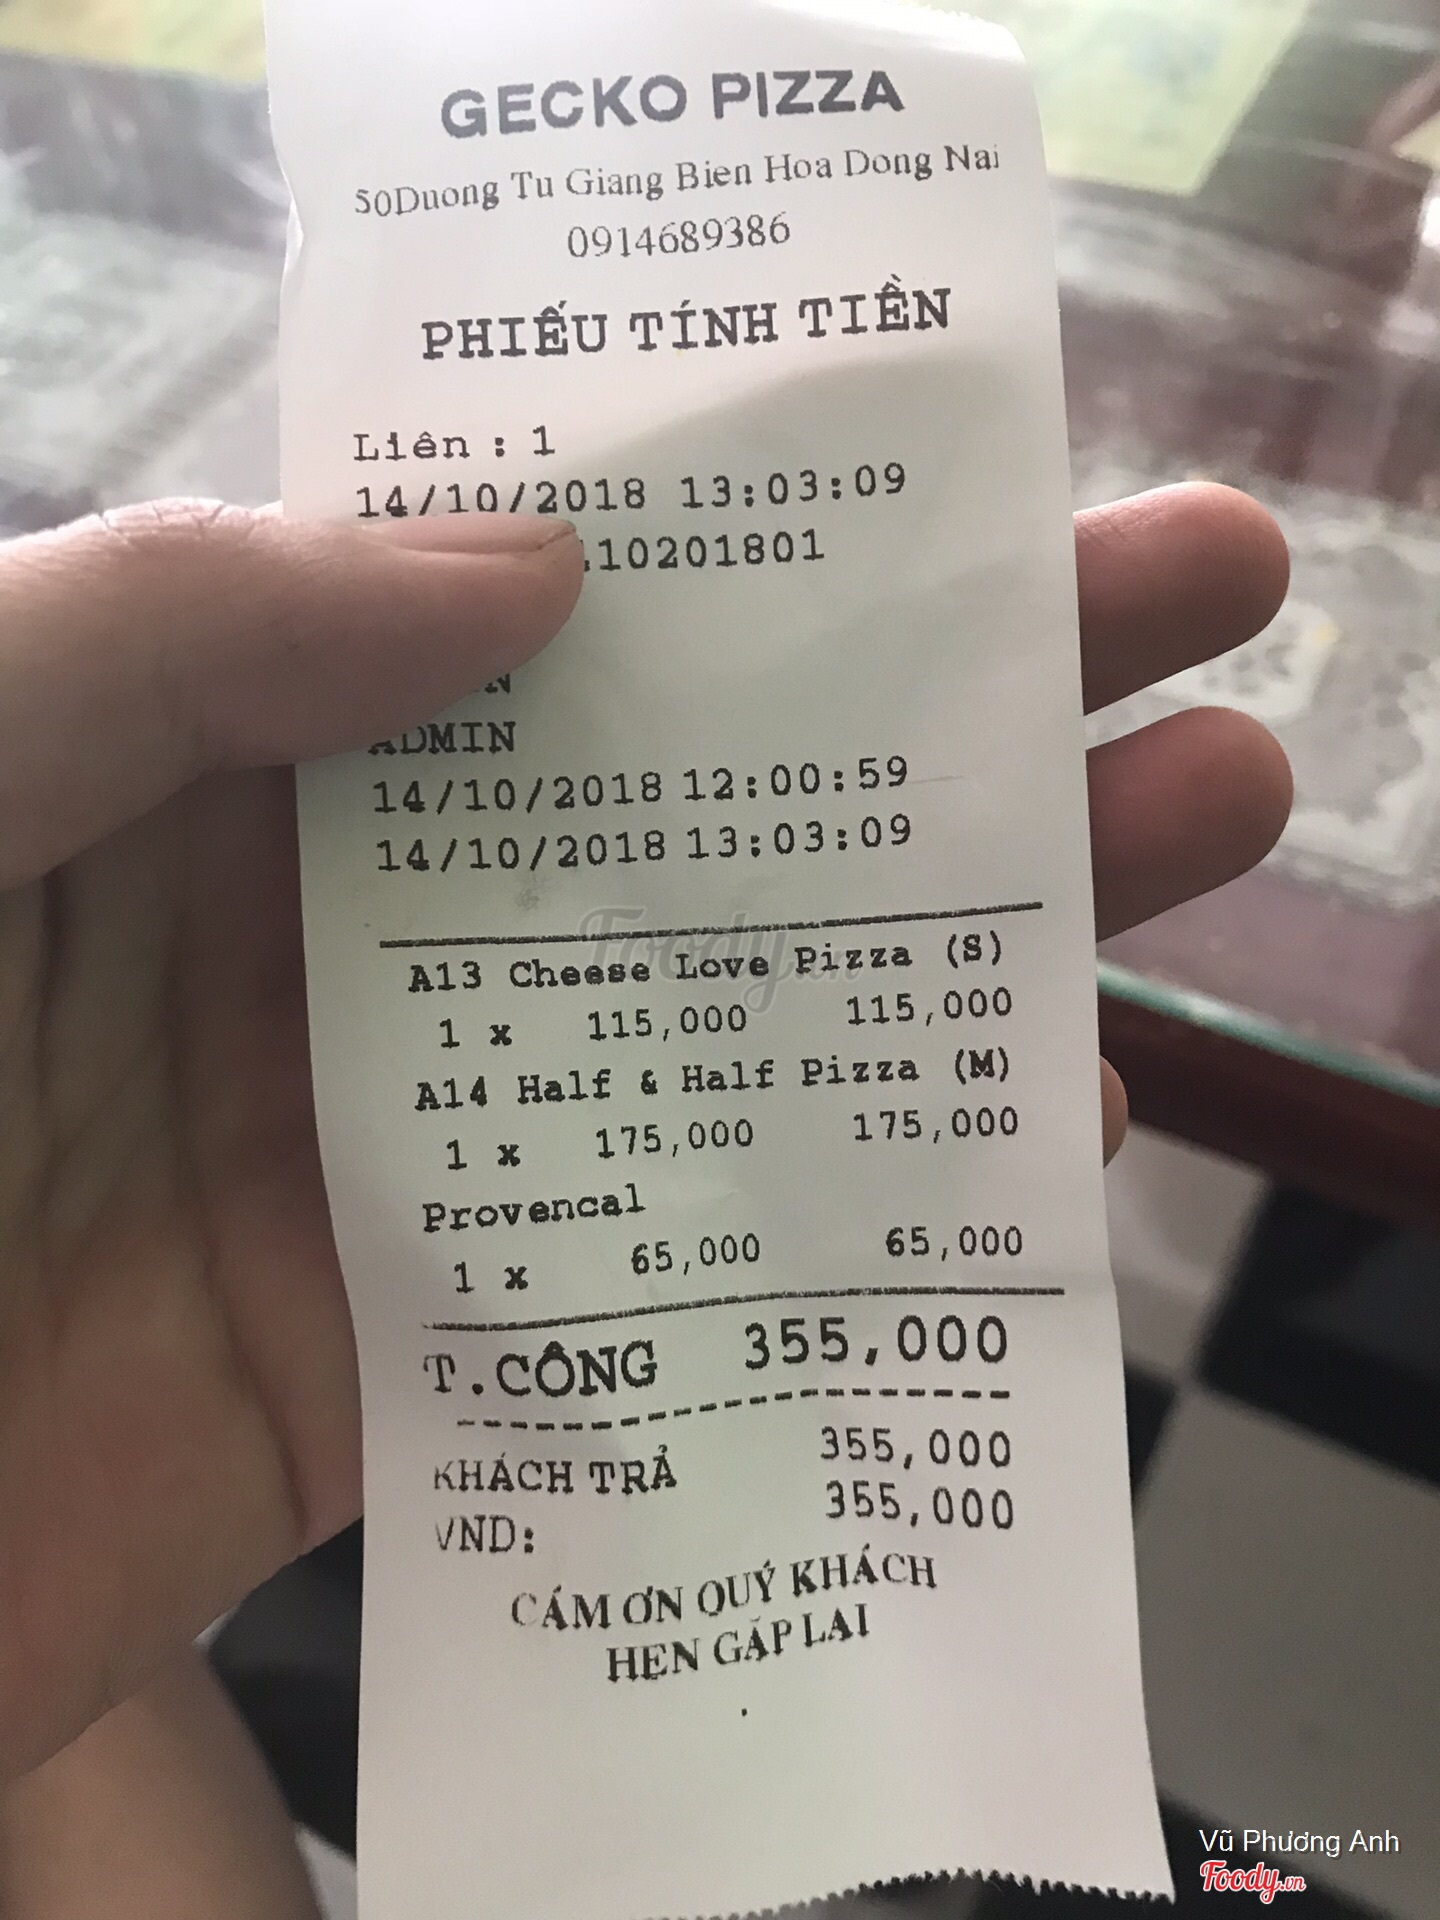 GECKO PIZZA
50Duong Tu Giang Bien Hoa Dong Nai
0914689386
PHIẾU TÍNH TIỀN
Liên : 1
14/10/2018 13:03:09
10201801
ADMIN
14/10/2018 12:00:59
14/10/2018 13:03:09
A13 Cheese Love Pizza (S)
1 x 115,000 115,000
A14 Half & Half Pizza (M)
1 x 175,000 175,000
Provencal
1 x 65,000 65,000
T.CÔNG 355,000
KHÁCH TRẢ 355,000
VND: 355,000
CÁM ƠN QUÝ KHÁCH
HẸN GẶP LẠI
Foody.vn
Vũ Phương Anh
Foody.vn